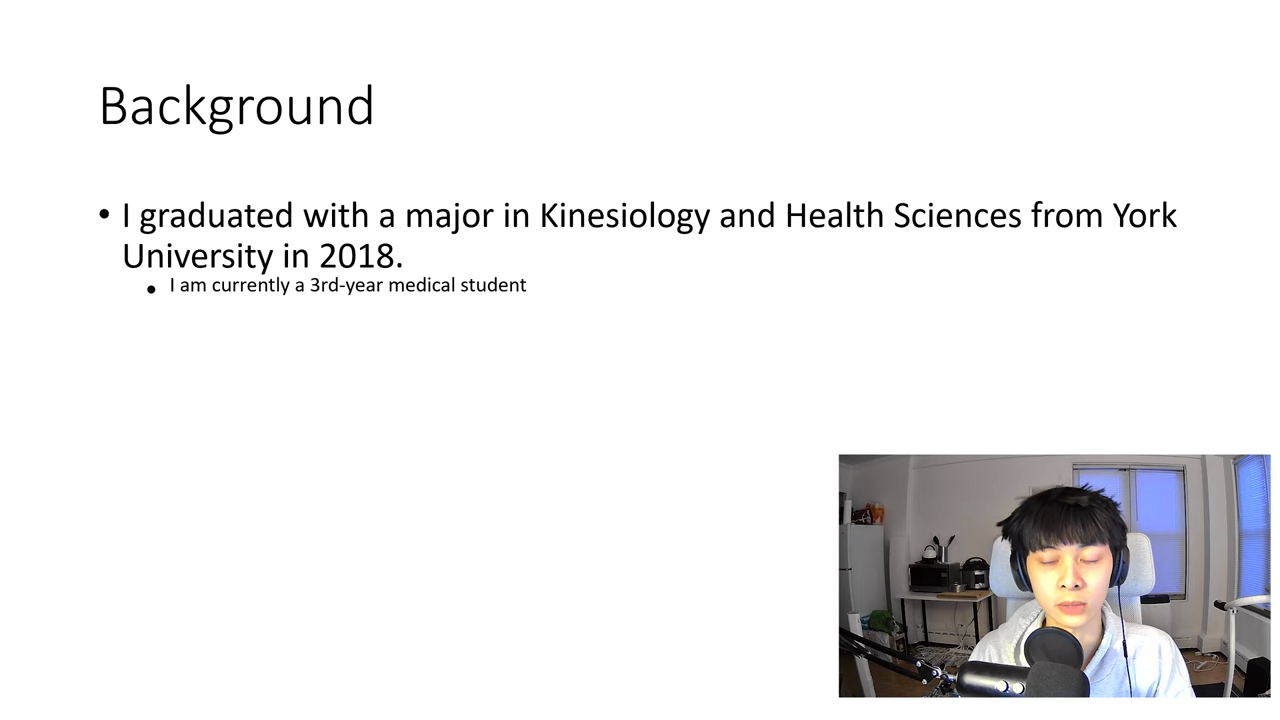 Background
• I graduated with a major in Kinesiology and Health Sciences from York
University in 2018.
• I am currently a 3rd-year medical student